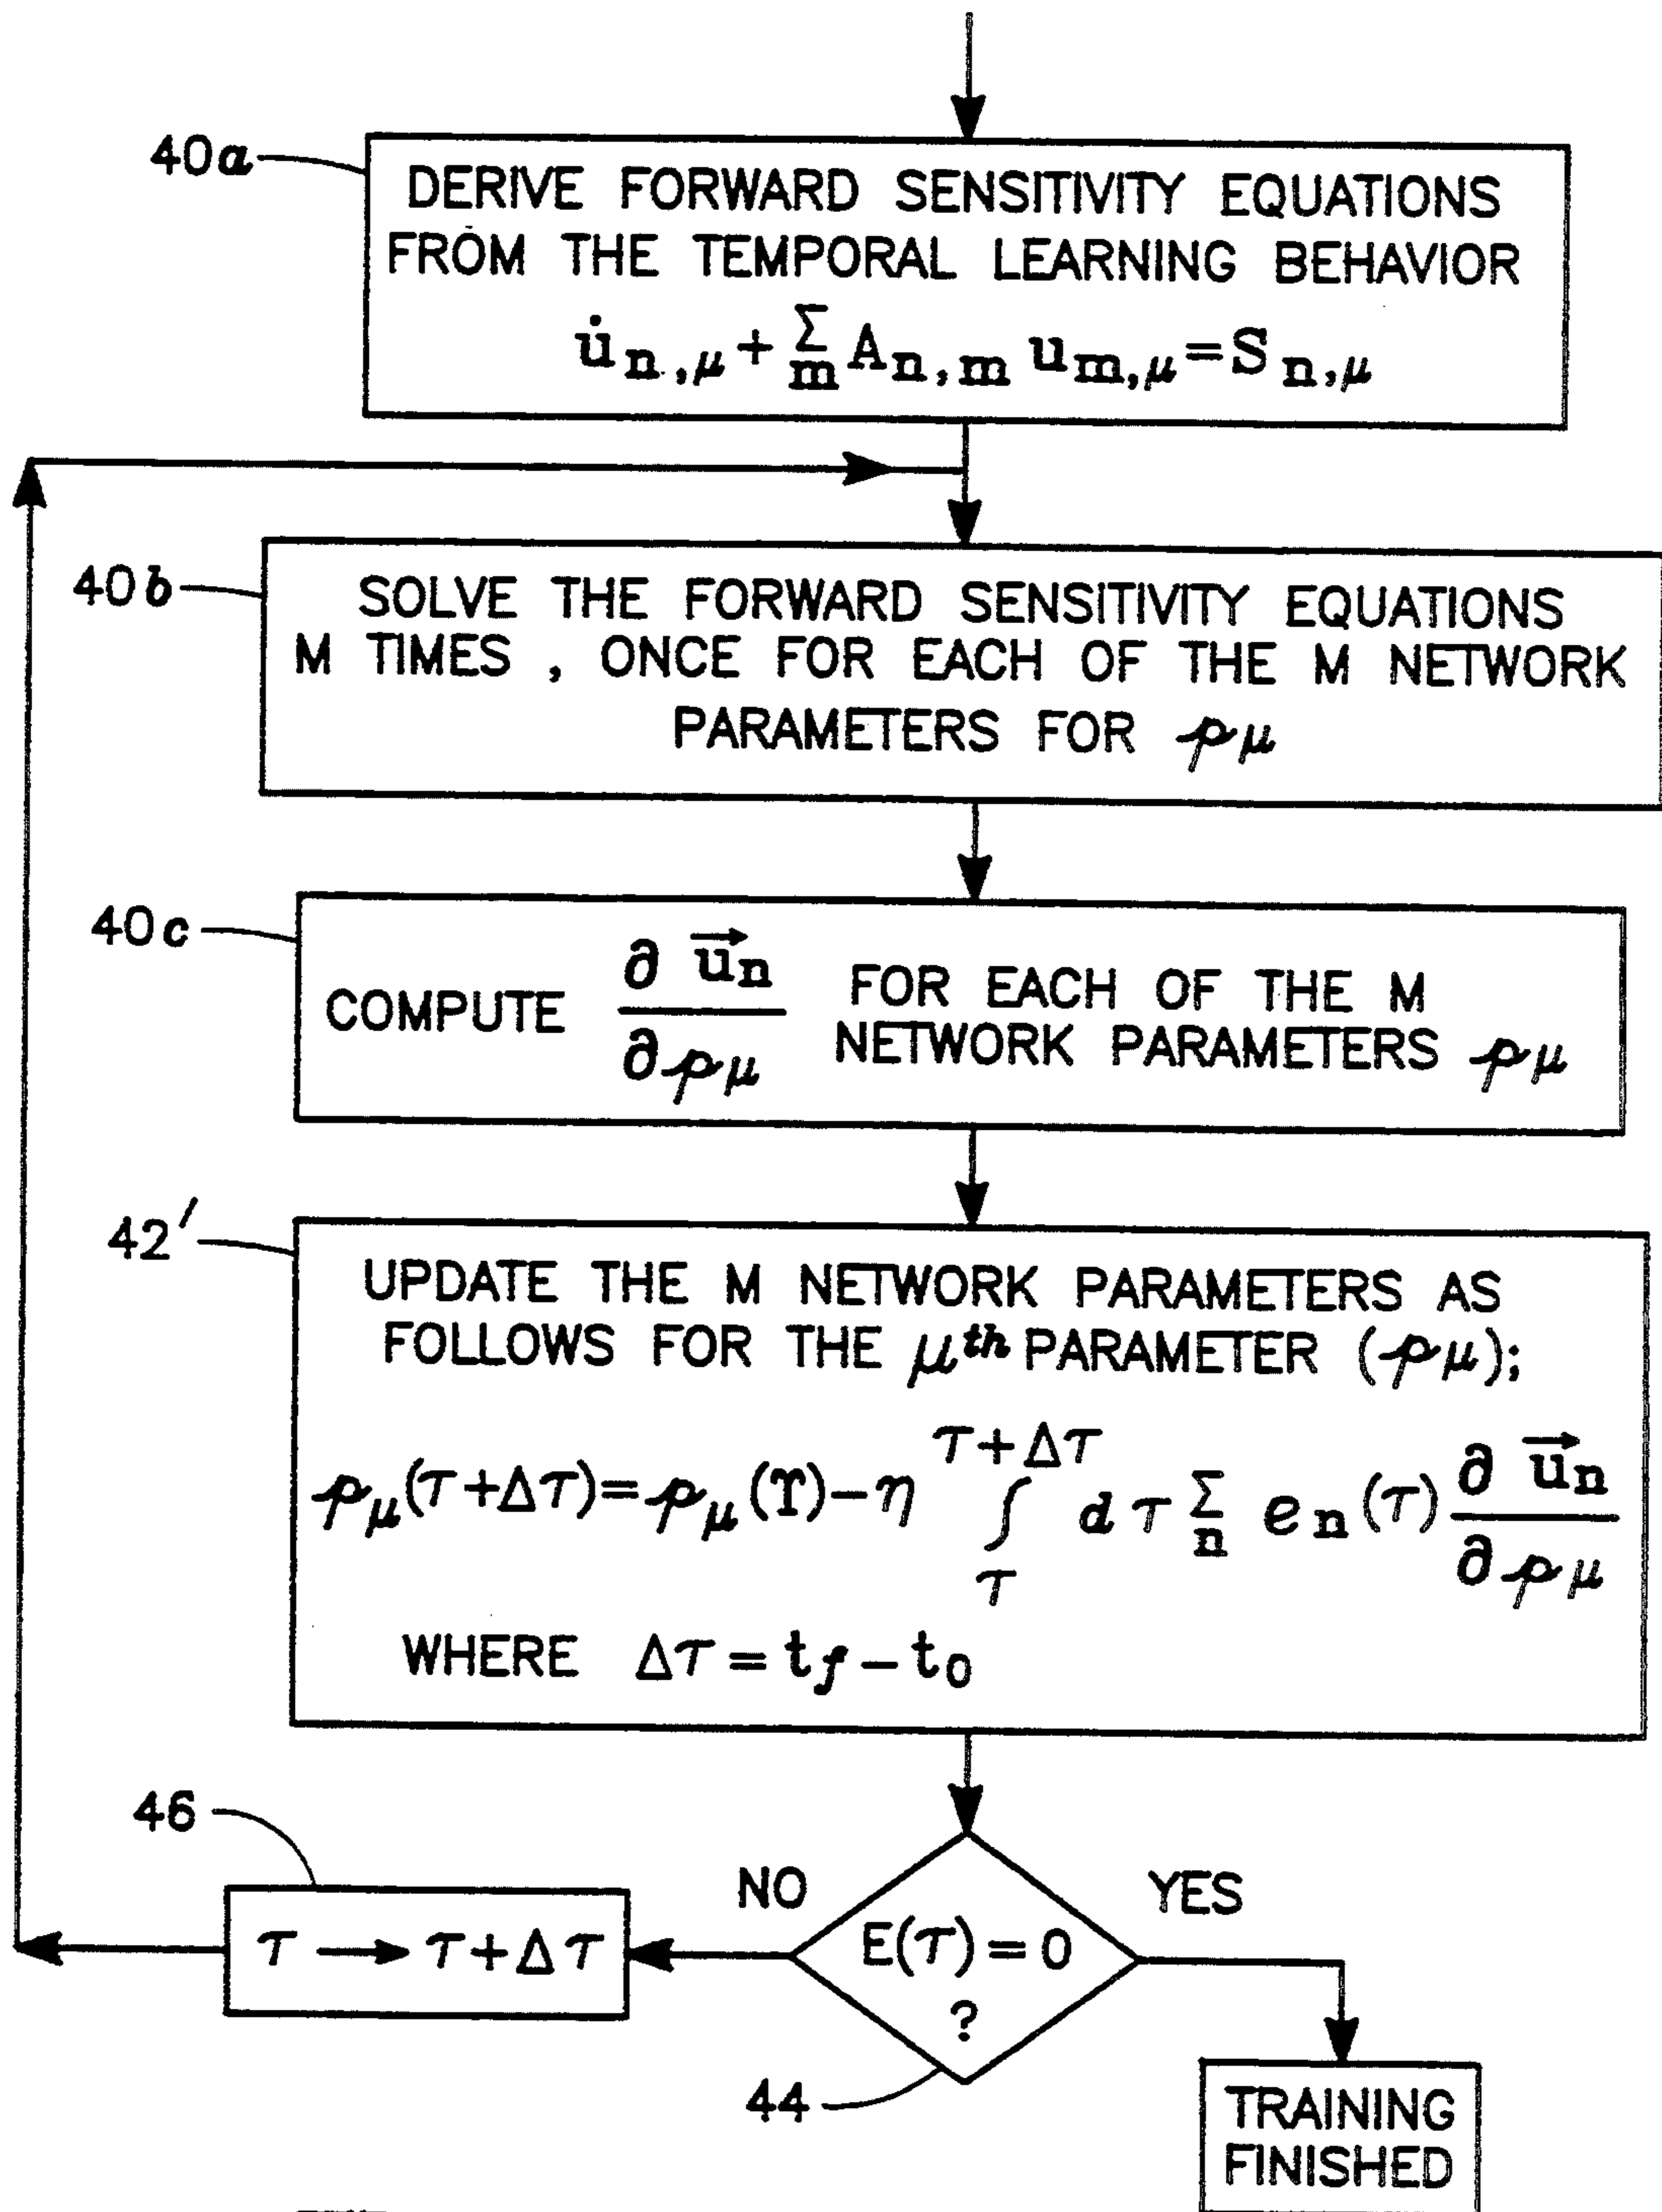 40a
DERIVE FORWARD SENSITIVITY EQUATIONS
FROM THE TEMPORAL LEARNING BEHAVIOR
u̇n,μ + Σm An,m um,μ = Sn,μ
40b
SOLVE THE FORWARD SENSITIVITY EQUATIONS
M TIMES , ONCE FOR EACH OF THE M NETWORK
PARAMETERS FOR pμ
40c
COMPUTE ∂u⃗n/∂pμ FOR EACH OF THE M
NETWORK PARAMETERS pμ
42′
UPDATE THE M NETWORK PARAMETERS AS
FOLLOWS FOR THE μth PARAMETER (pμ);
pμ(τ+Δτ)=pμ(ϒ)−η ∫τ τ+Δτ dτ Σn en(τ) ∂u⃗n/∂pμ
WHERE Δτ = tf − t0
46
NO
YES
τ → τ+Δτ
E(τ)=0
?
44
TRAINING
FINISHED